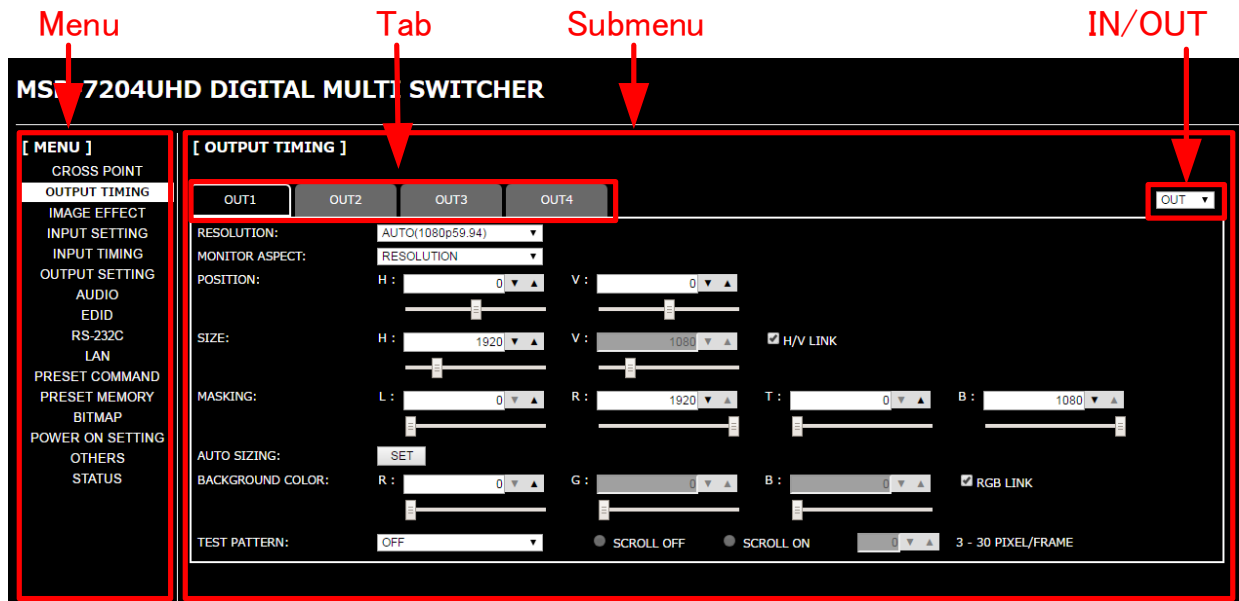 Menu Tab Submenu IN/OUT
MSD-7204UHD DIGITAL MULTI SWITCHER
[ MENU ]
CROSS POINT
OUTPUT TIMING
IMAGE EFFECT
INPUT SETTING
INPUT TIMING
OUTPUT SETTING
AUDIO
EDID
RS-232C
LAN
PRESET COMMAND
PRESET MEMORY
BITMAP
POWER ON SETTING
OTHERS
STATUS
[ OUTPUT TIMING ]
OUT1 OUT2 OUT3 OUT4 OUT ▼
RESOLUTION: AUTO(1080p59.94) ▼
MONITOR ASPECT: RESOLUTION ▼
POSITION: H : 0 ▼ ▲ V : 0 ▼ ▲
SIZE: H : 1920 ▼ ▲ V : 1080 ▼ ▲ H/V LINK
MASKING: L : 0 ▼ ▲ R : 1920 ▼ ▲ T : 0 ▼ ▲ B : 1080 ▼ ▲
AUTO SIZING: SET
BACKGROUND COLOR: R : 0 ▼ ▲ G : 0 ▼ ▲ B : 0 ▼ ▲ RGB LINK
TEST PATTERN: OFF ▼ SCROLL OFF SCROLL ON 0 ▼ ▲ 3 - 30 PIXEL/FRAME